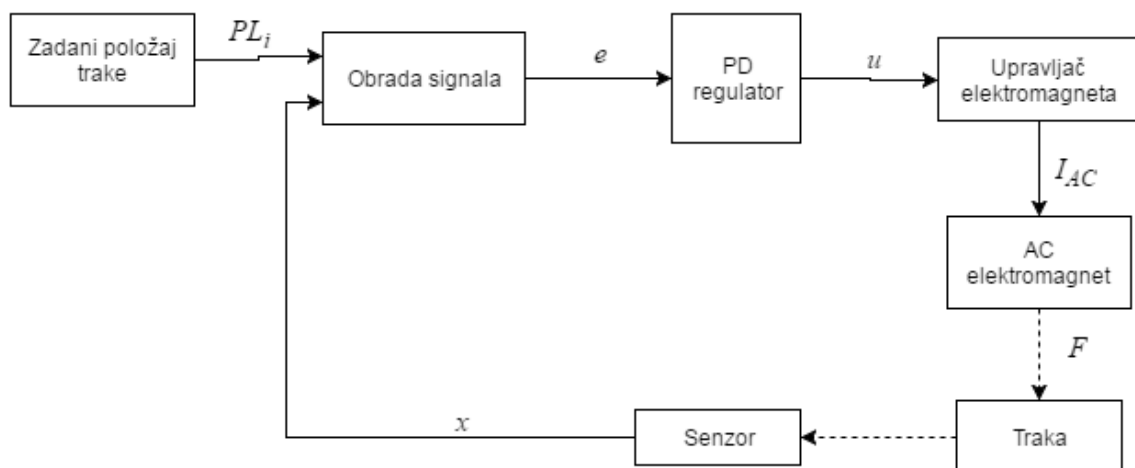 Zadani položaj
trake
PL_i
Obrada signala
e
PD
regulator
u
Upravljač
elektromagneta
I_AC
AC
elektromagnet
F
Traka
Senzor
x